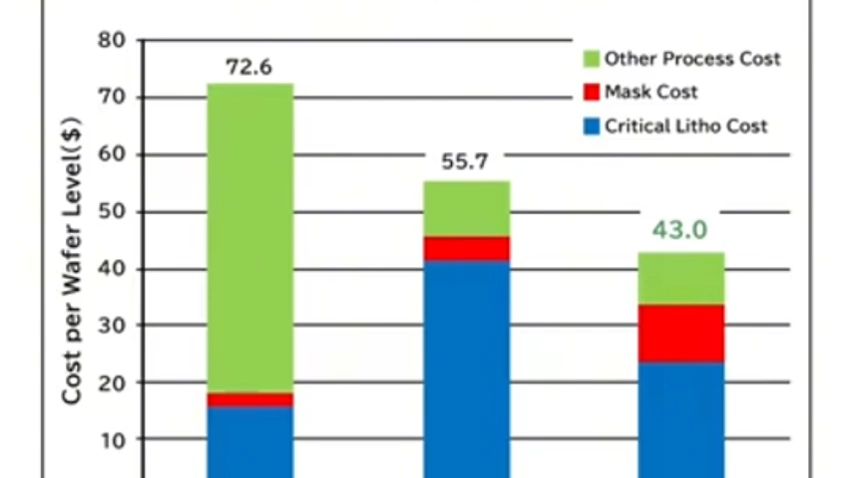 80
70
60
50
40
30
20
10
Cost per Wafer Level($)
72.6
55.7
43.0
Other Process Cost
Mask Cost
Critical Litho Cost